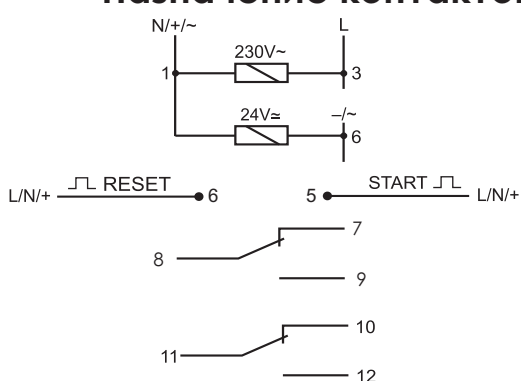 N/+/~
L
230V~
1
3
24V≂
–/~
6
L/N/+
RESET
6
5
START
L/N/+
7
8
9
10
11
12